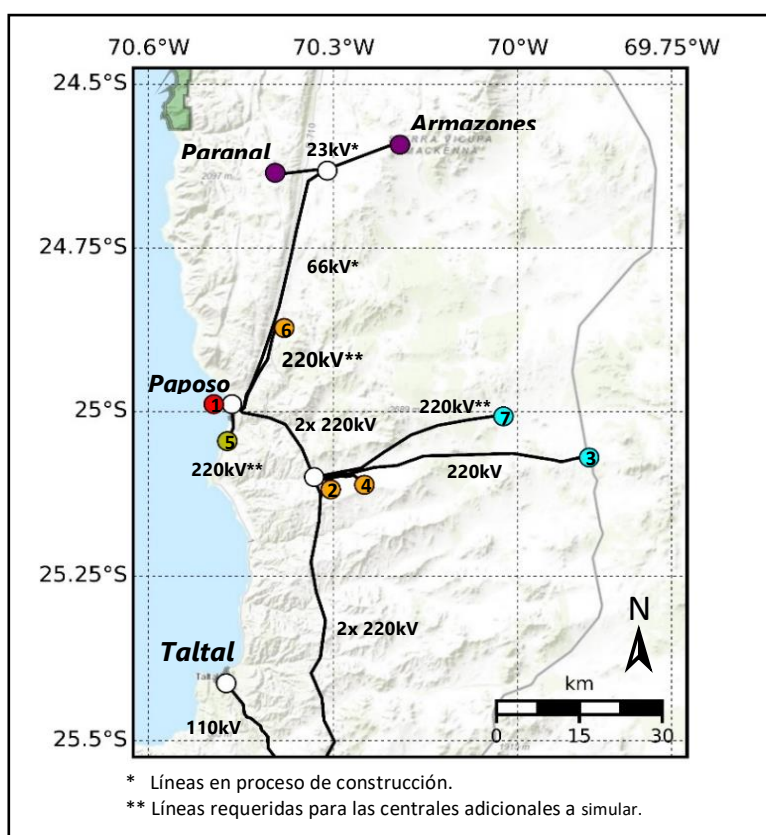 70.6°W 70.3°W 70°W 69.75°W
24.5°S
Armazones
Paranal
23kV*
24.75°S
66kV*
6
220kV**
Paposo
1
25°S
2x 220kV
220kV**
7
5
220kV**
220kV
3
2
4
25.25°S
2x 220kV
N
Taltal
km
110kV
0 15 30
25.5°S
* Líneas en proceso de construcción.
** Líneas requeridas para las centrales adicionales a simular.